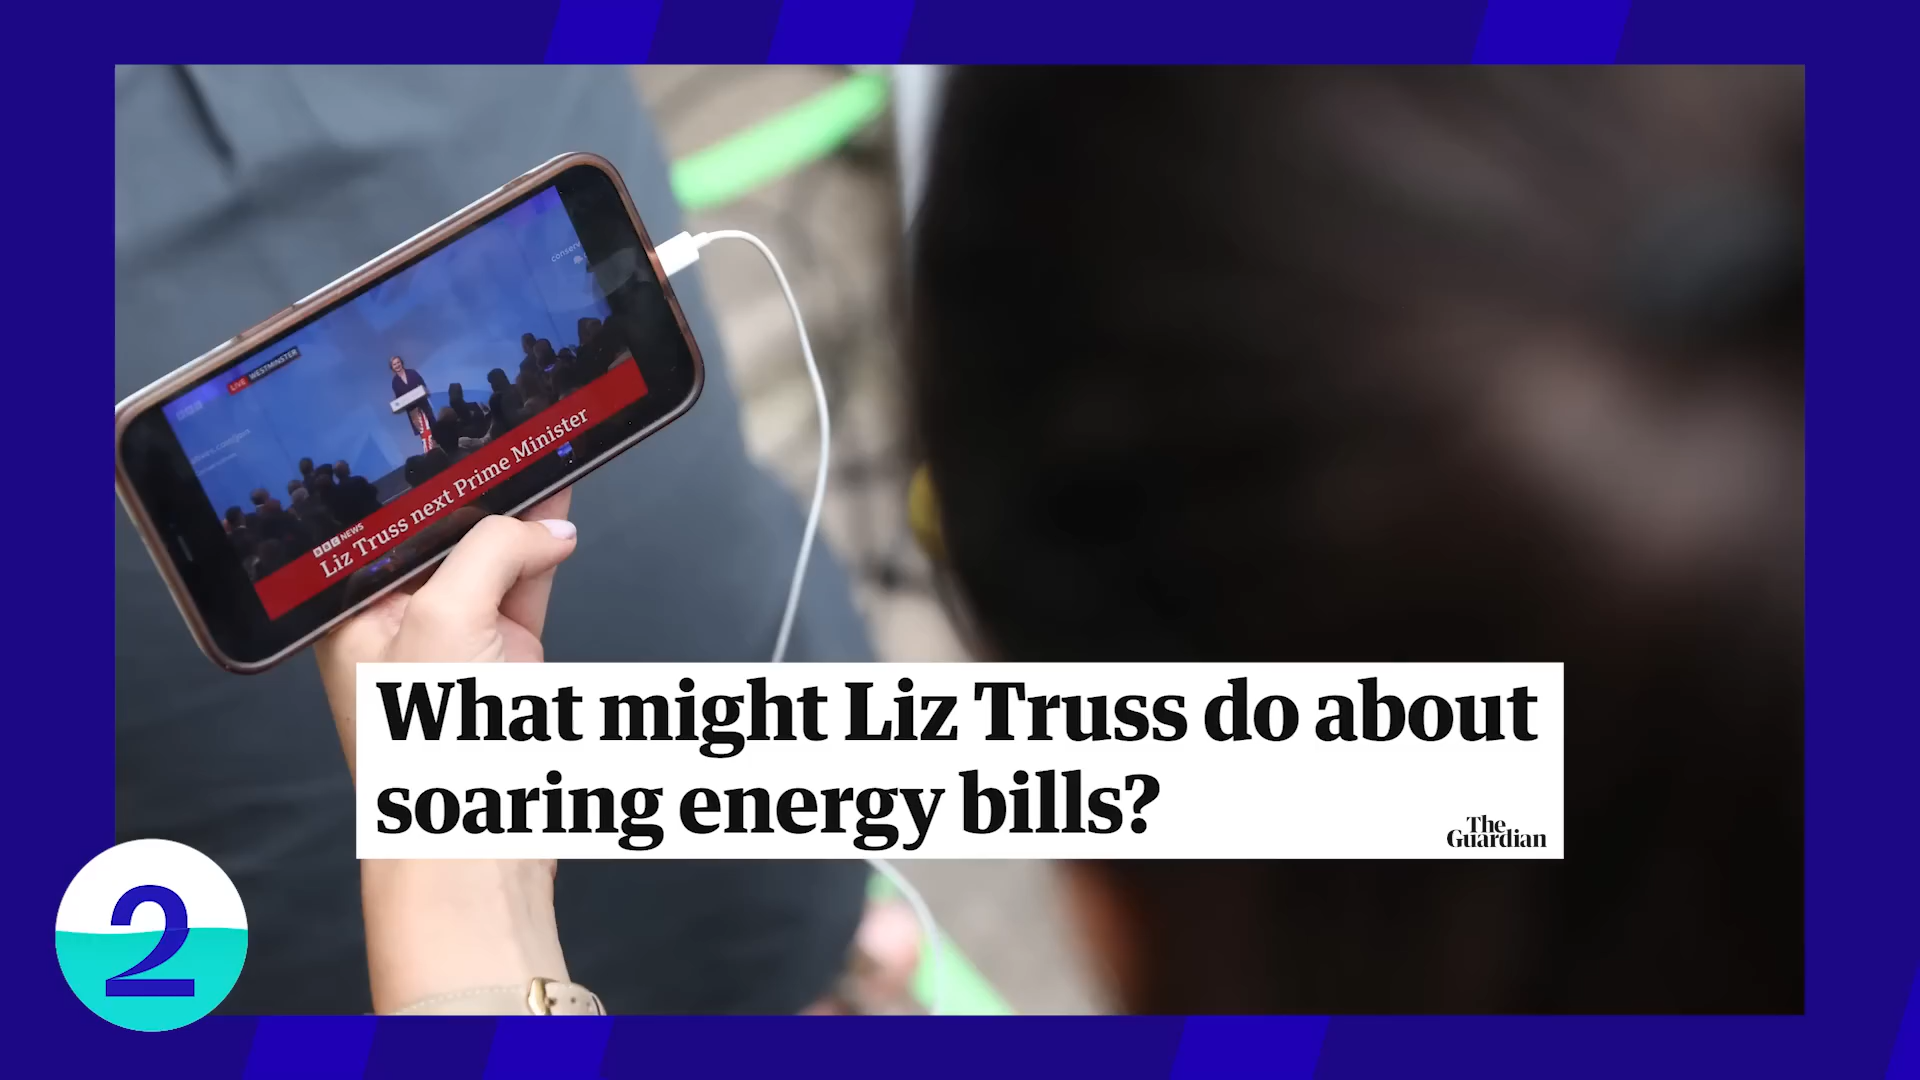 LIVE WESTMINSTER
BBC NEWS
Liz Truss next Prime Minister
What might Liz Truss do about
soaring energy bills?
The
Guardian
2